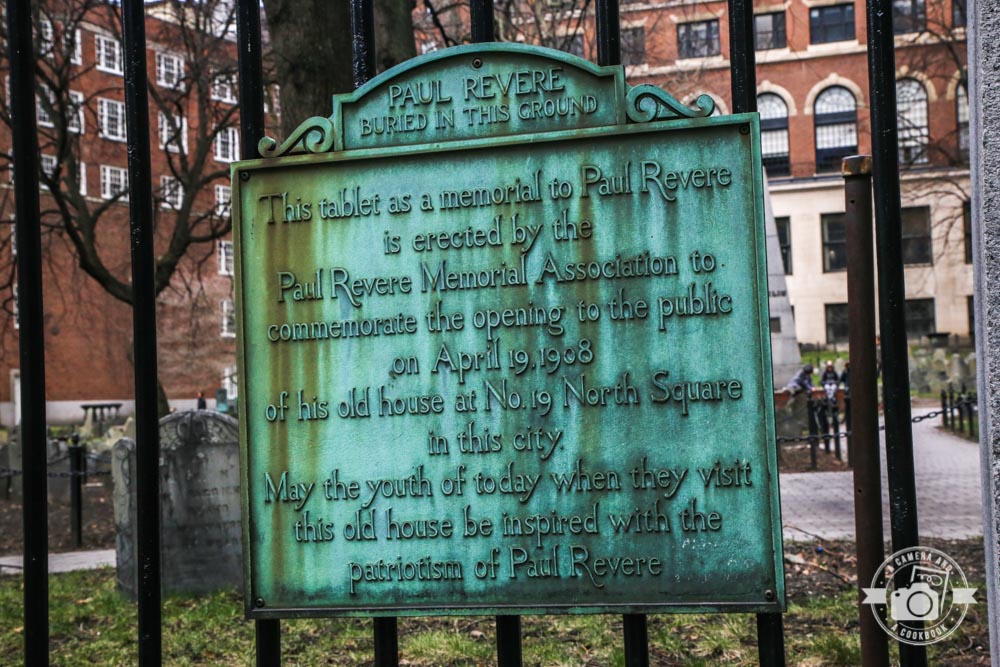 PAUL REVERE
BURIED IN THIS GROUND
This tablet as a memorial to Paul Revere
is erected by the
Paul Revere Memorial Association to
commemorate the opening to the public
on April 19, 1908
of his old house at No. 19 North Square
in this city.
May the youth of today when they visit
this old house be inspired with the
patriotism of Paul Revere
A CAMERA AND
A COOKBOOK